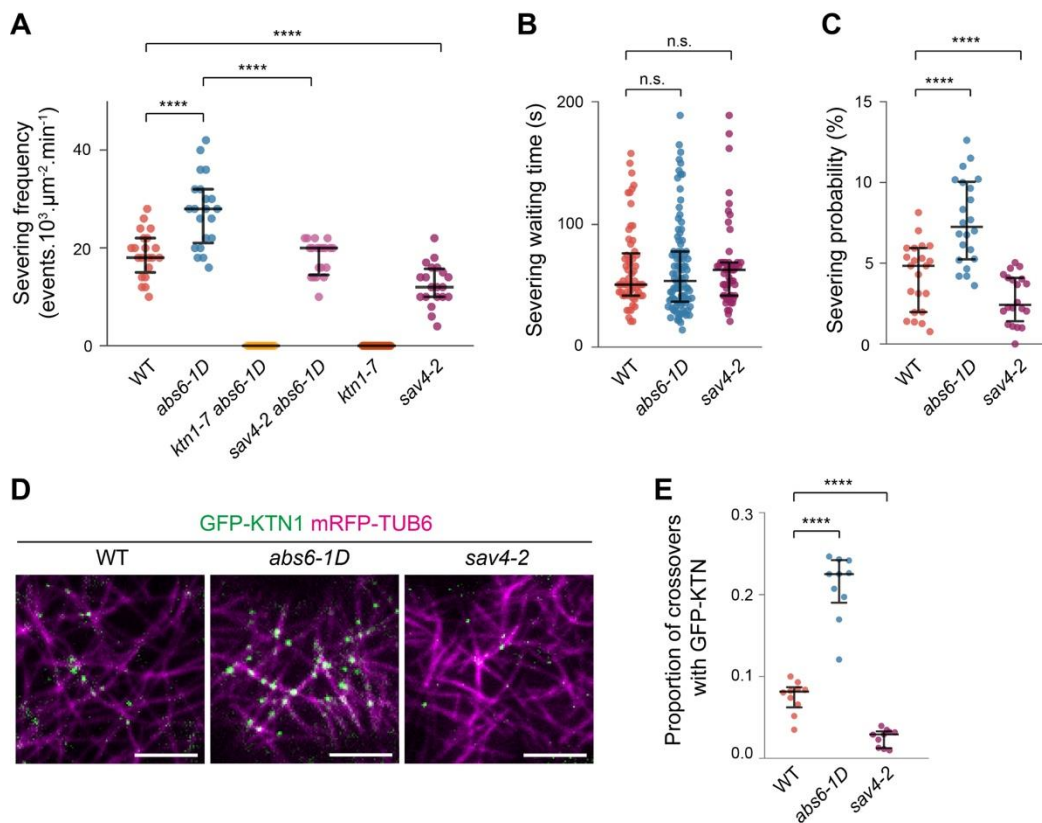 A
****
****
****
Severing frequency
(events.10³.µm⁻².min⁻¹)
40
20
0
WT
abs6-1D
ktn1-7 abs6-1D
sav4-2 abs6-1D
ktn1-7
sav4-2
B
n.s.
n.s.
Severing waiting time (s)
200
100
0
WT
abs6-1D
sav4-2
C
****
****
Severing probability (%)
15
10
5
0
WT
abs6-1D
sav4-2
D
GFP-KTN1 mRFP-TUB6
WT
abs6-1D
sav4-2
E
****
****
Proportion of crossovers
with GFP-KTN
0.3
0.2
0.1
0.0
WT
abs6-1D
sav4-2